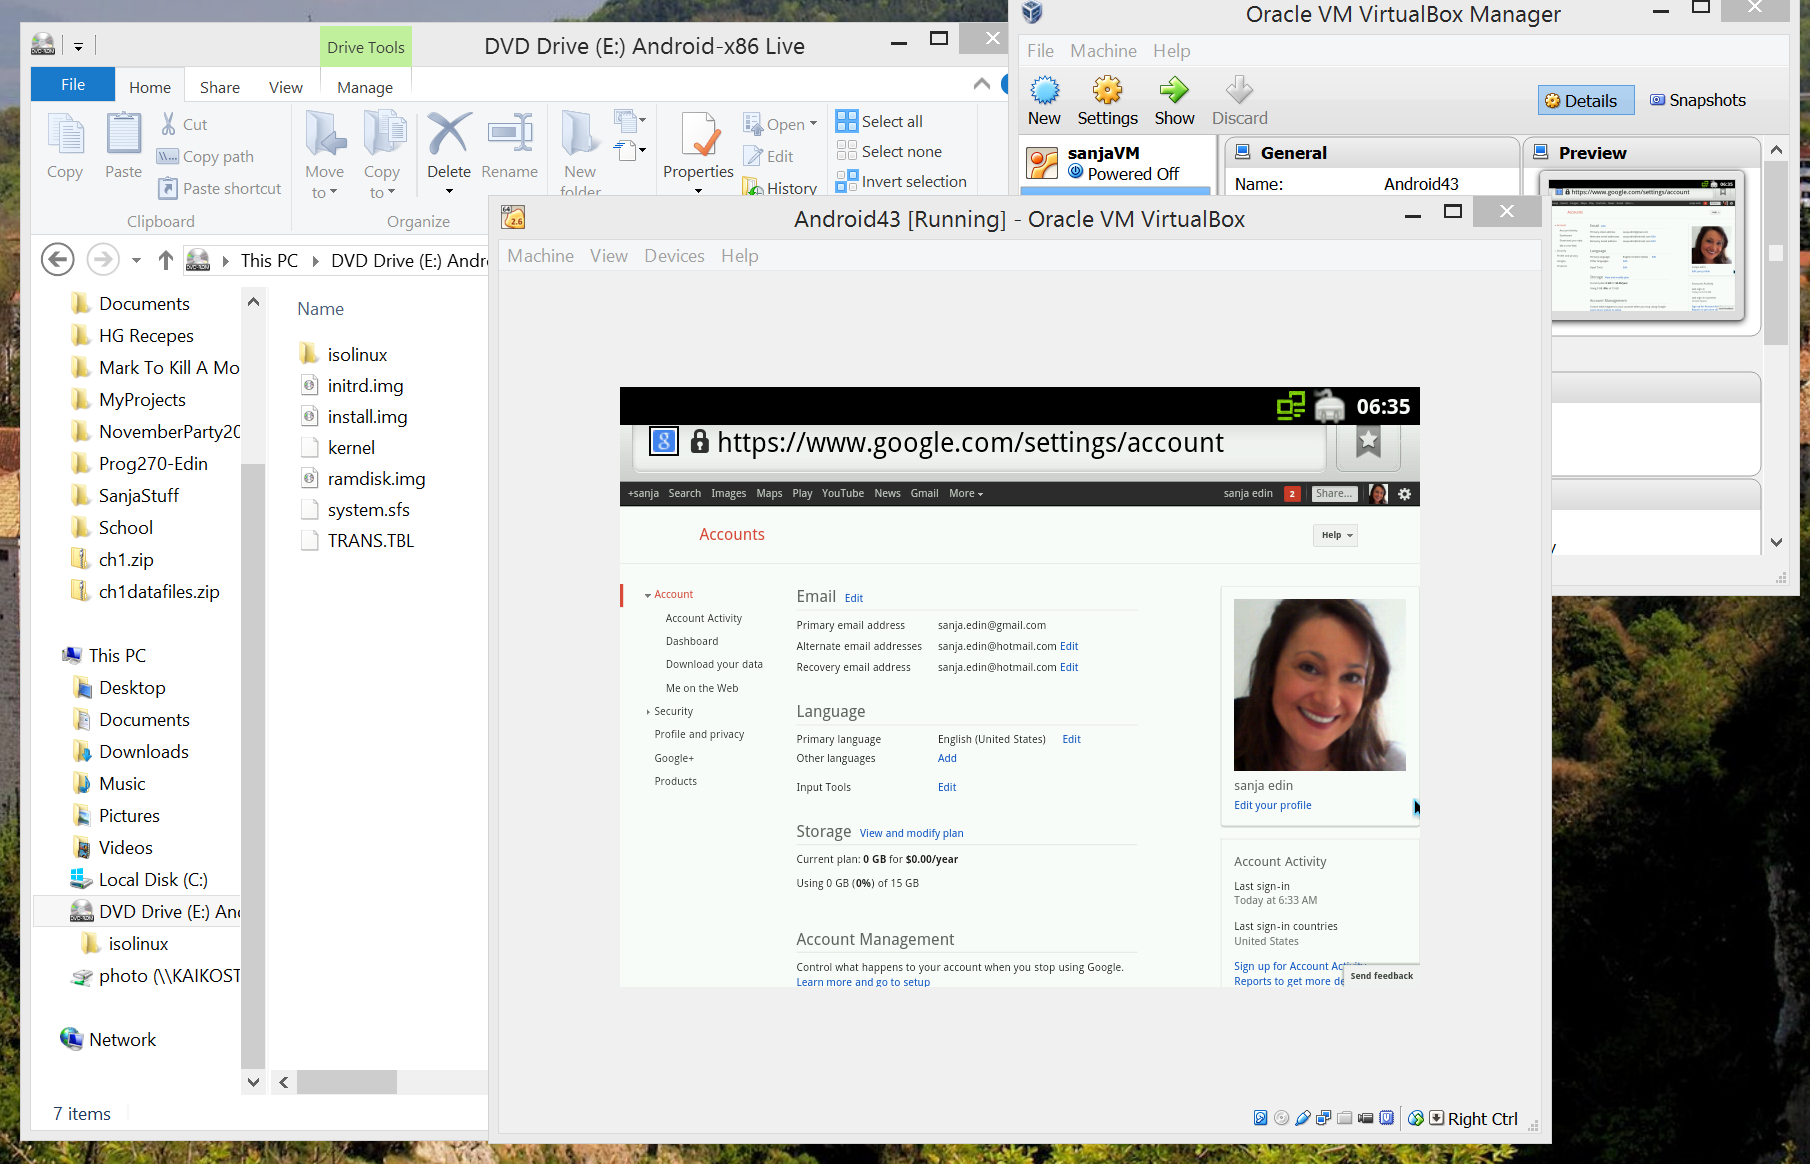 Drive Tools
DVD Drive (E:) Android-x86 Live
File
Home
Share
View
Manage
Copy
Paste
Cut
Copy path
Paste shortcut
Move to
Copy to
Delete
Rename
New folder
Properties
Open
Edit
History
Select all
Select none
Invert selection
Clipboard
Organize
This PC
DVD Drive (E:) Andr
Documents
HG Recepes
Mark To Kill A Mo
MyProjects
NovemberParty20
Prog270-Edin
SanjaStuff
School
ch1.zip
ch1datafiles.zip
This PC
Desktop
Documents
Downloads
Music
Pictures
Videos
Local Disk (C:)
DVD Drive (E:) And
isolinux
photo (\\KAIKOST
Network
7 items
Name
isolinux
initrd.img
install.img
kernel
ramdisk.img
system.sfs
TRANS.TBL
Oracle VM VirtualBox Manager
File Machine Help
New
Settings
Show
Discard
Details
Snapshots
sanjaVM
Powered Off
General
Name: Android43
Preview
https://www.google.com/settings/account
Android43 [Running] - Oracle VM VirtualBox
Machine View Devices Help
06:35
https://www.google.com/settings/account
+sanja Search Images Maps Play YouTube News Gmail More
sanja edin 2 Share...
Accounts
Help
Account
Account Activity
Dashboard
Download your data
Me on the Web
Security
Profile and privacy
Google+
Products
Email Edit
Primary email address sanja.edin@gmail.com
Alternate email addresses sanja.edin@hotmail.com Edit
Recovery email address sanja.edin@hotmail.com Edit
Language
Primary language English (United States) Edit
Other languages Add
Input Tools Edit
Storage View and modify plan
Current plan: 0 GB for $0.00/year
Using 0 GB (0%) of 15 GB
Account Management
Control what happens to your account when you stop using Google.
Learn more and go to setup
sanja edin
Edit your profile
Account Activity
Last sign-in
Today at 6:33 AM
Last sign-in countries
United States
Sign up for Account Activity
Reports to get more de
Send feedback
Right Ctrl